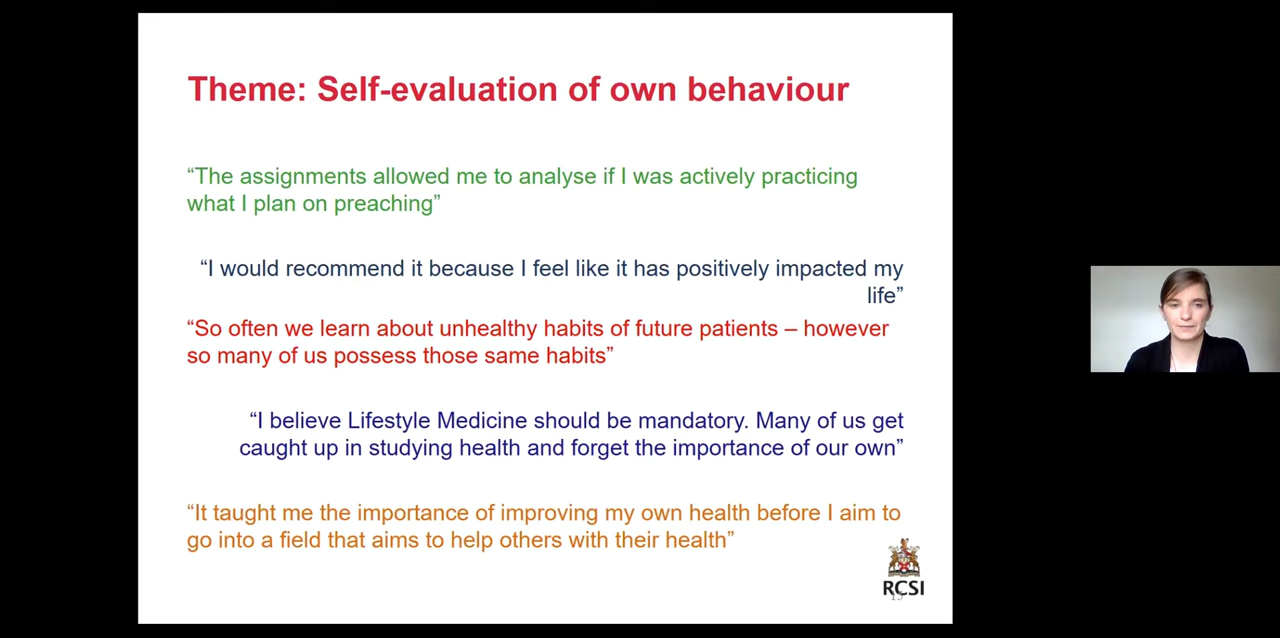 Theme: Self-evaluation of own behaviour
“The assignments allowed me to analyse if I was actively practicing
what I plan on preaching”
“I would recommend it because I feel like it has positively impacted my
life”
“So often we learn about unhealthy habits of future patients – however
so many of us possess those same habits”
“I believe Lifestyle Medicine should be mandatory. Many of us get
caught up in studying health and forget the importance of our own”
“It taught me the importance of improving my own health before I aim to
go into a field that aims to help others with their health”
RCSI